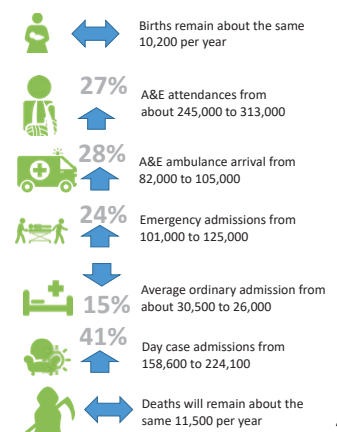 Births remain about the same
10,200 per year
27%
A&E attendances from
about 245,000 to 313,000
28%
A&E ambulance arrival from
82,000 to 105,000
24%
Emergency admissions from
101,000 to 125,000
15%
Average ordinary admission from
about 30,500 to 26,000
41%
Day case admissions from
158,600 to 224,100
Deaths will remain about the
same 11,500 per year